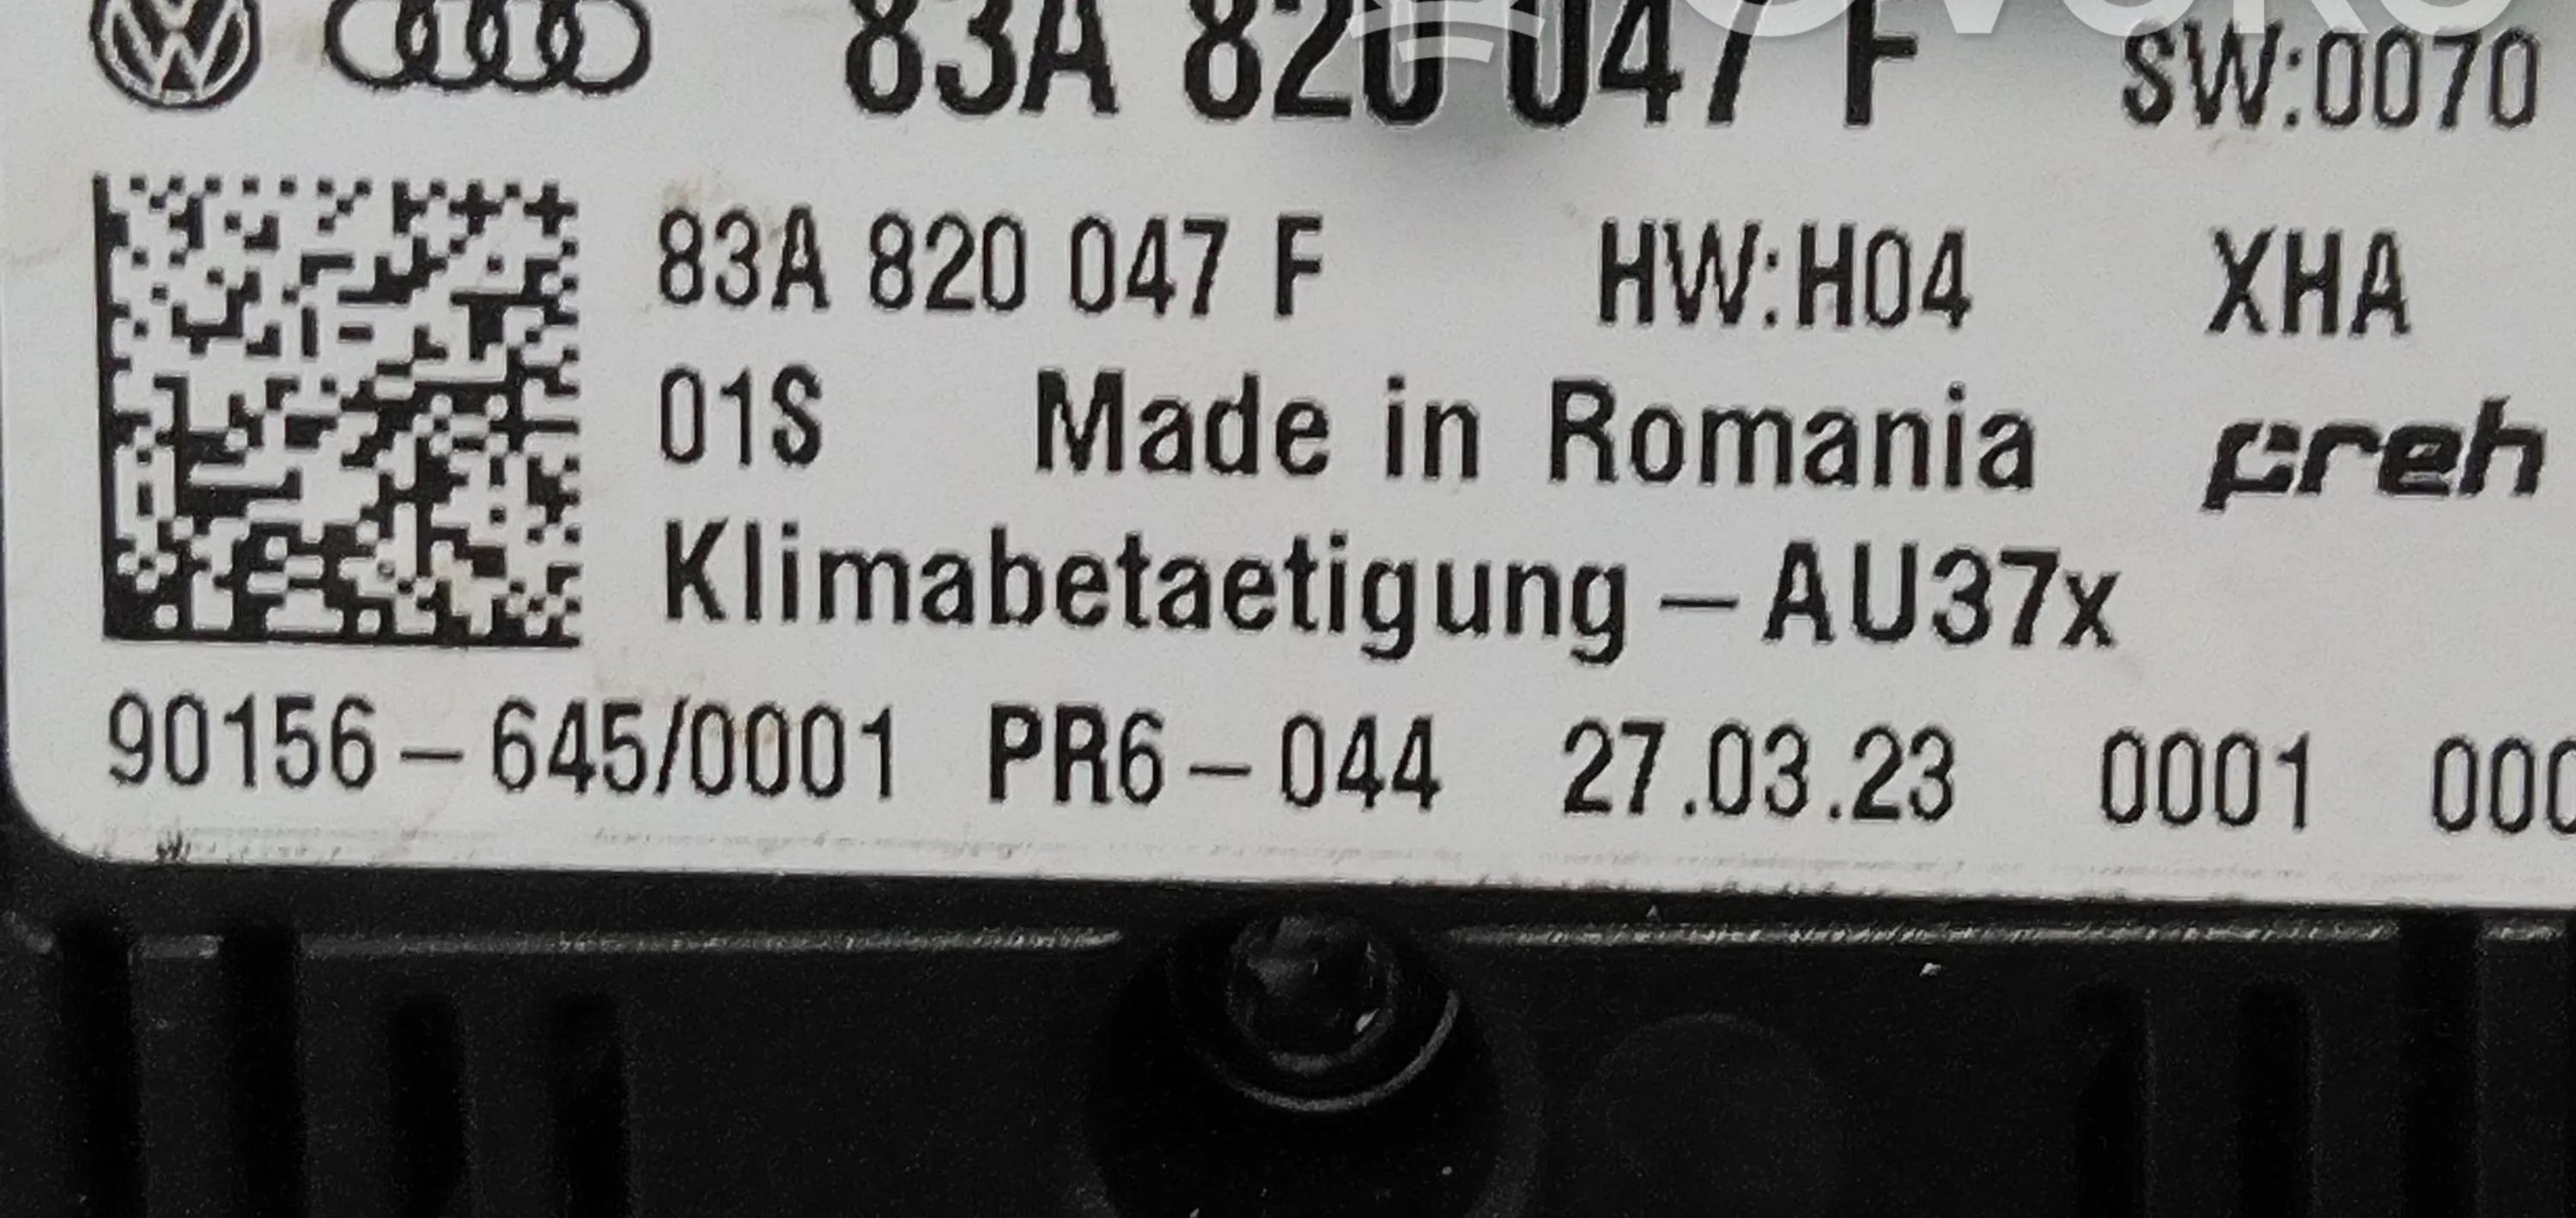 83A 820 047 F SW:0070
83A 820 047 F HW:H04 XHA
01S Made in Romania preh
Klimabetaetigung – AU37x
90156 – 645/0001 PR6 – 044 27.03.23 0001 000